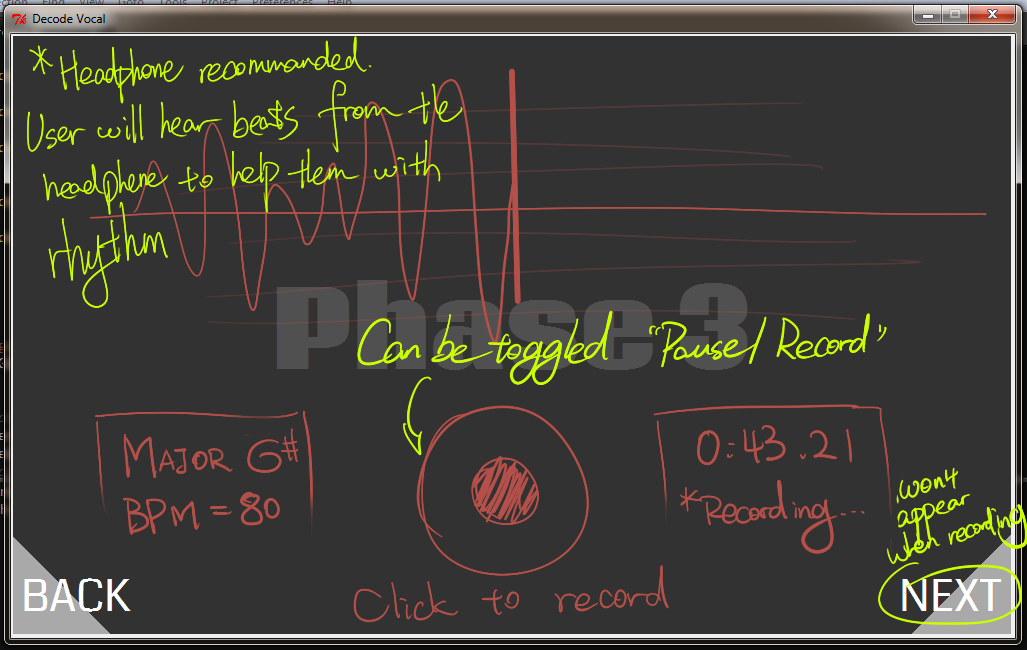 Decode Vocal
* Headphone recommanded.
User will hear beats from the
headphene to help them with
rhythm
Phase 3
Can be toggled "Pause/ Record"
MAJOR G#
BPM = 80
0:43.21
*Recording...
.won't
appear
when recording
BACK
Click to record
NEXT